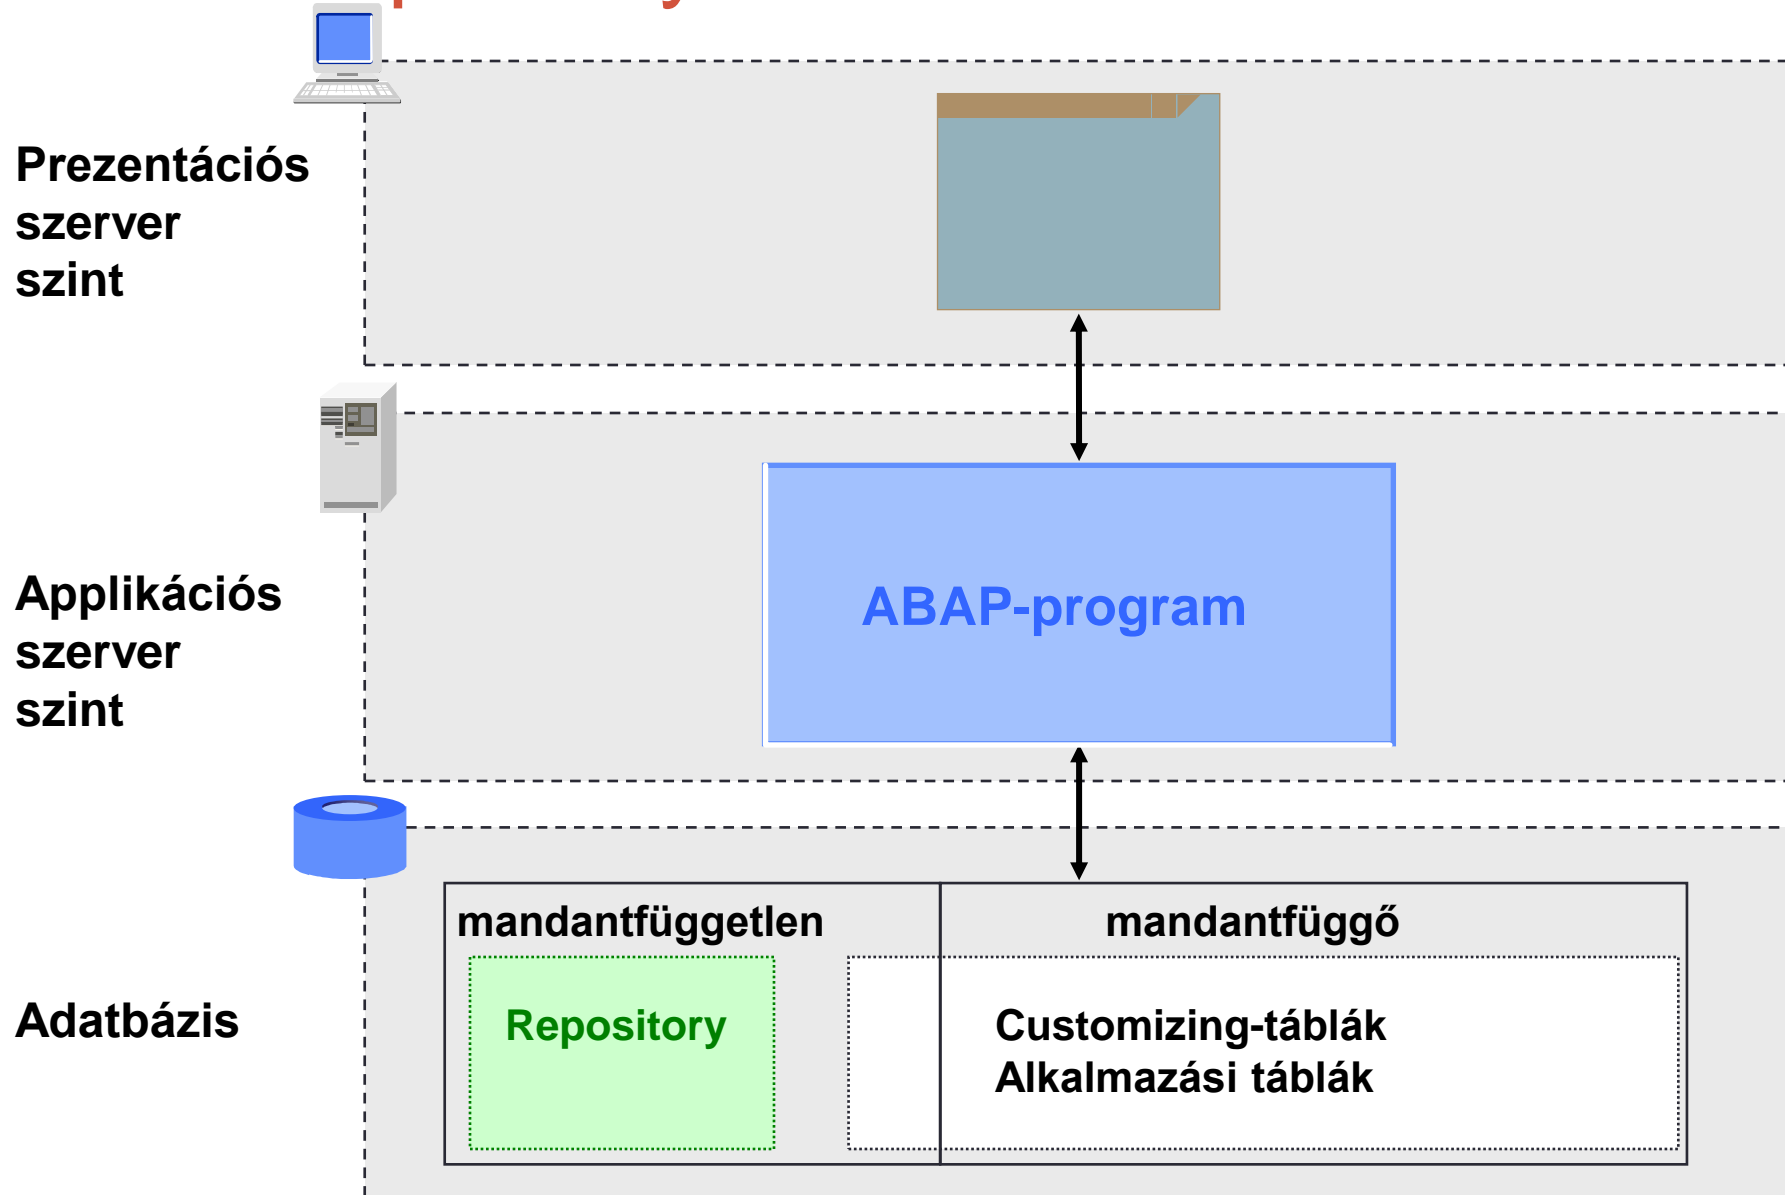 Prezentációs
szerver
szint
Applikációs
szerver
szint
ABAP-program
mandantfüggetlen
mandantfüggő
Adatbázis
Repository
Customizing-táblák
Alkalmazási táblák